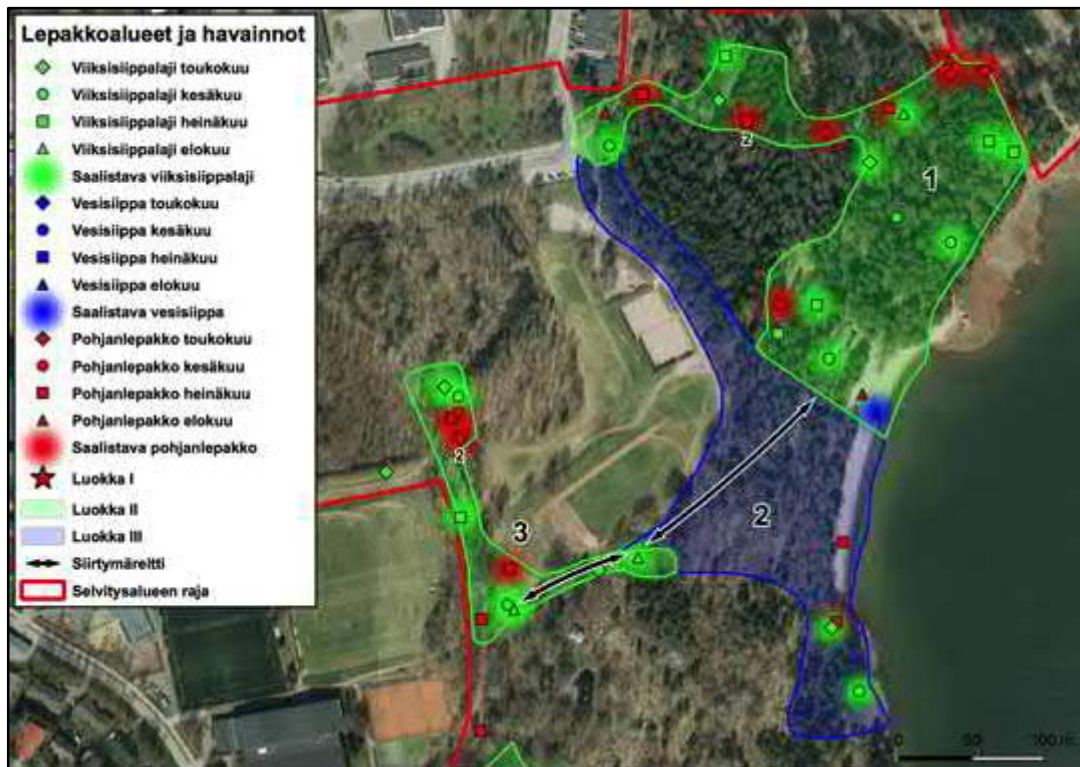 Lepakkoalueet ja havainnot
Viiksisiippalaji toukokuu
Viiksisiippalaji kesäkuu
Viiksisiippalaji heinäkuu
Viiksisiippalaji elokuu
Saalistava viiksisiippalaji
Vesisiippa toukokuu
Vesisiippa kesäkuu
Vesisiippa heinäkuu
Vesisiippa elokuu
Saalistava vesisiippa
Pohjanlepakko toukokuu
Pohjanlepakko kesäkuu
Pohjanlepakko heinäkuu
Pohjanlepakko elokuu
Saalistava pohjanlepakko
Luokka I
Luokka II
Luokka III
Siirtymäreitti
Selvitysalueen raja
2
1
2
3
2
0 50 100 m